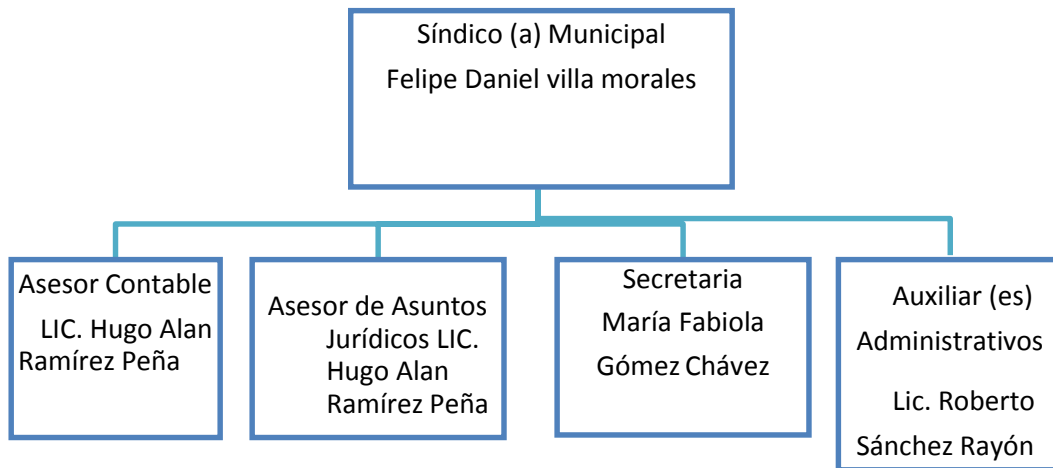 Síndico (a) Municipal
Felipe Daniel villa morales
Asesor Contable
LIC. Hugo Alan
Ramírez Peña
Asesor de Asuntos
Jurídicos LIC.
Hugo Alan
Ramírez Peña
Secretaria
María Fabiola
Gómez Chávez
Auxiliar (es)
Administrativos
Lic. Roberto
Sánchez Rayón